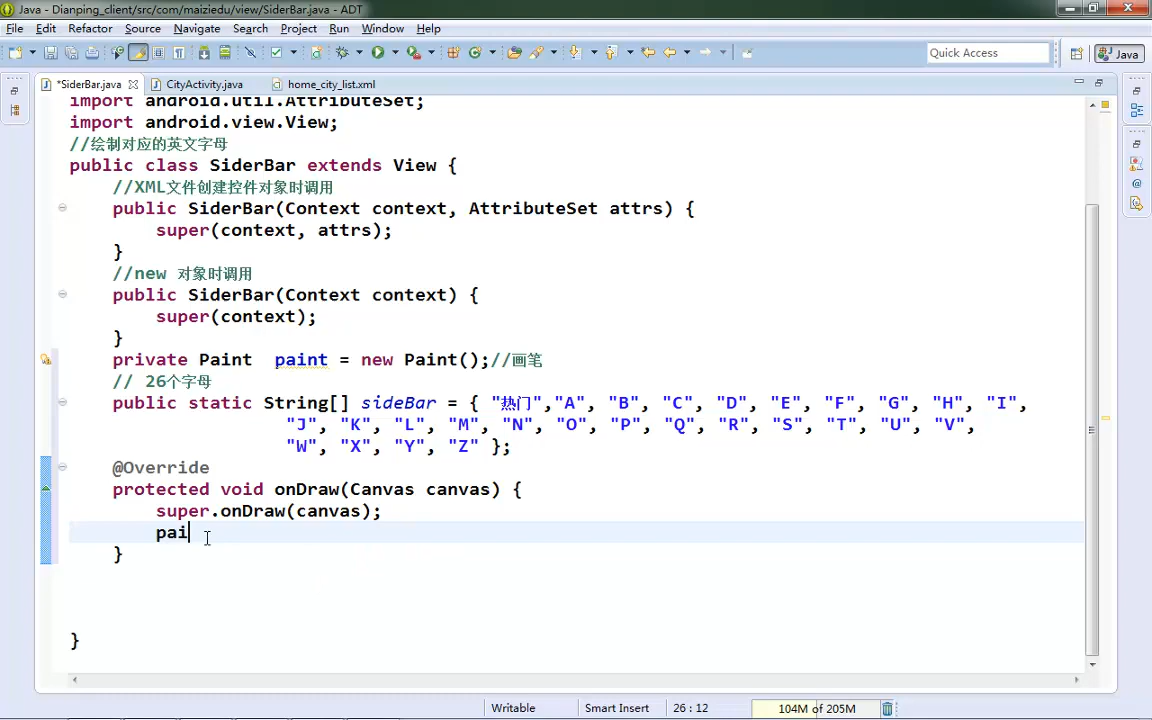 Java - Dianping_client/src/com/maiziedu/view/SiderBar.java - ADT
File Edit Refactor Source Navigate Search Project Run Window Help
Quick Access
Java
*SiderBar.java
CityActivity.java
home_city_list.xml
import android.util.AttributeSet;
import android.view.View;
//绘制对应的英文字母
public class SiderBar extends View {
//XML文件创建控件对象时调用
public SiderBar(Context context, AttributeSet attrs) {
super(context, attrs);
}
//new 对象时调用
public SiderBar(Context context) {
super(context);
}
private Paint  paint = new Paint();//画笔
// 26个字母
public static String[] sideBar = { "热门","A", "B", "C", "D", "E", "F", "G", "H", "I",
"J", "K", "L", "M", "N", "O", "P", "Q", "R", "S", "T", "U", "V",
"W", "X", "Y", "Z" };
@Override
protected void onDraw(Canvas canvas) {
super.onDraw(canvas);
pai
}
}
Writable
Smart Insert
26 : 12
104M of 205M